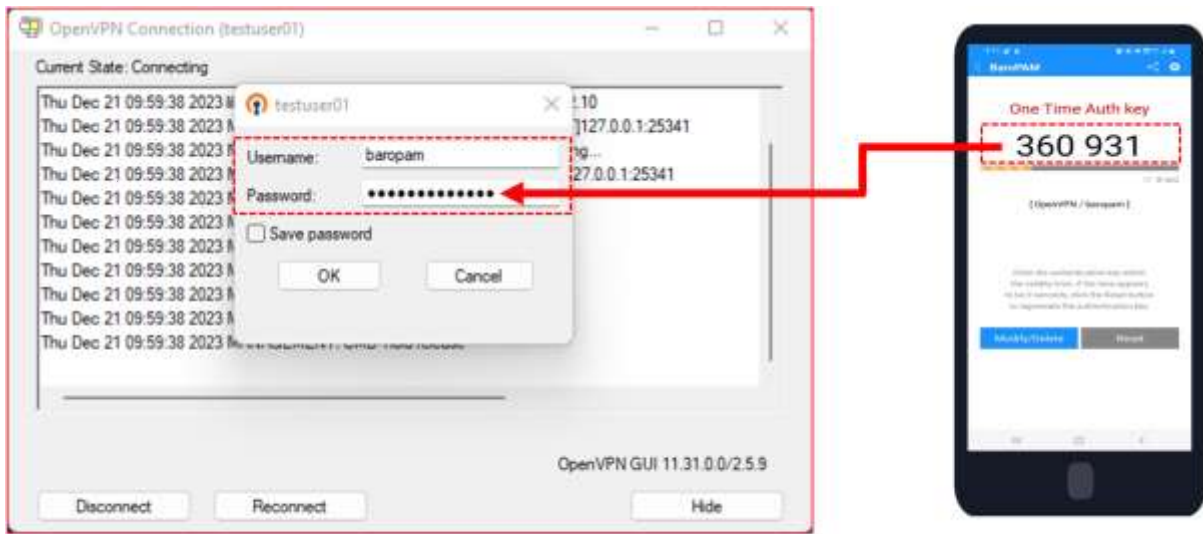 OpenVPN Connection (testuser01)
Current State: Connecting
Thu Dec 21 09:59:38 2023
Thu Dec 21 09:59:38 2023 M
]127.0.0.1:25341
Thu Dec 21 09:59:38 2023
Thu Dec 21 09:59:38 2023 M
27.0.0.1:25341
Thu Dec 21 09:59:38 2023 M
Thu Dec 21 09:59:38 2023 M
Thu Dec 21 09:59:38 2023 M
Thu Dec 21 09:59:38 2023 M
Thu Dec 21 09:59:38 2023 M
Thu Dec 21 09:59:38 2023 M
Thu Dec 21 09:59:38 2023 MANAGEMENT: CMD
testuser01
Username: baropam
Password: ••••••••••••••
Save password
OK Cancel
OpenVPN GUI 11.31.0.0/2.5.9
Disconnect Reconnect Hide
BaroPAM
One Time Auth key
360 931
[ OpenVPN / baropam ]
Modify/Delete Reset